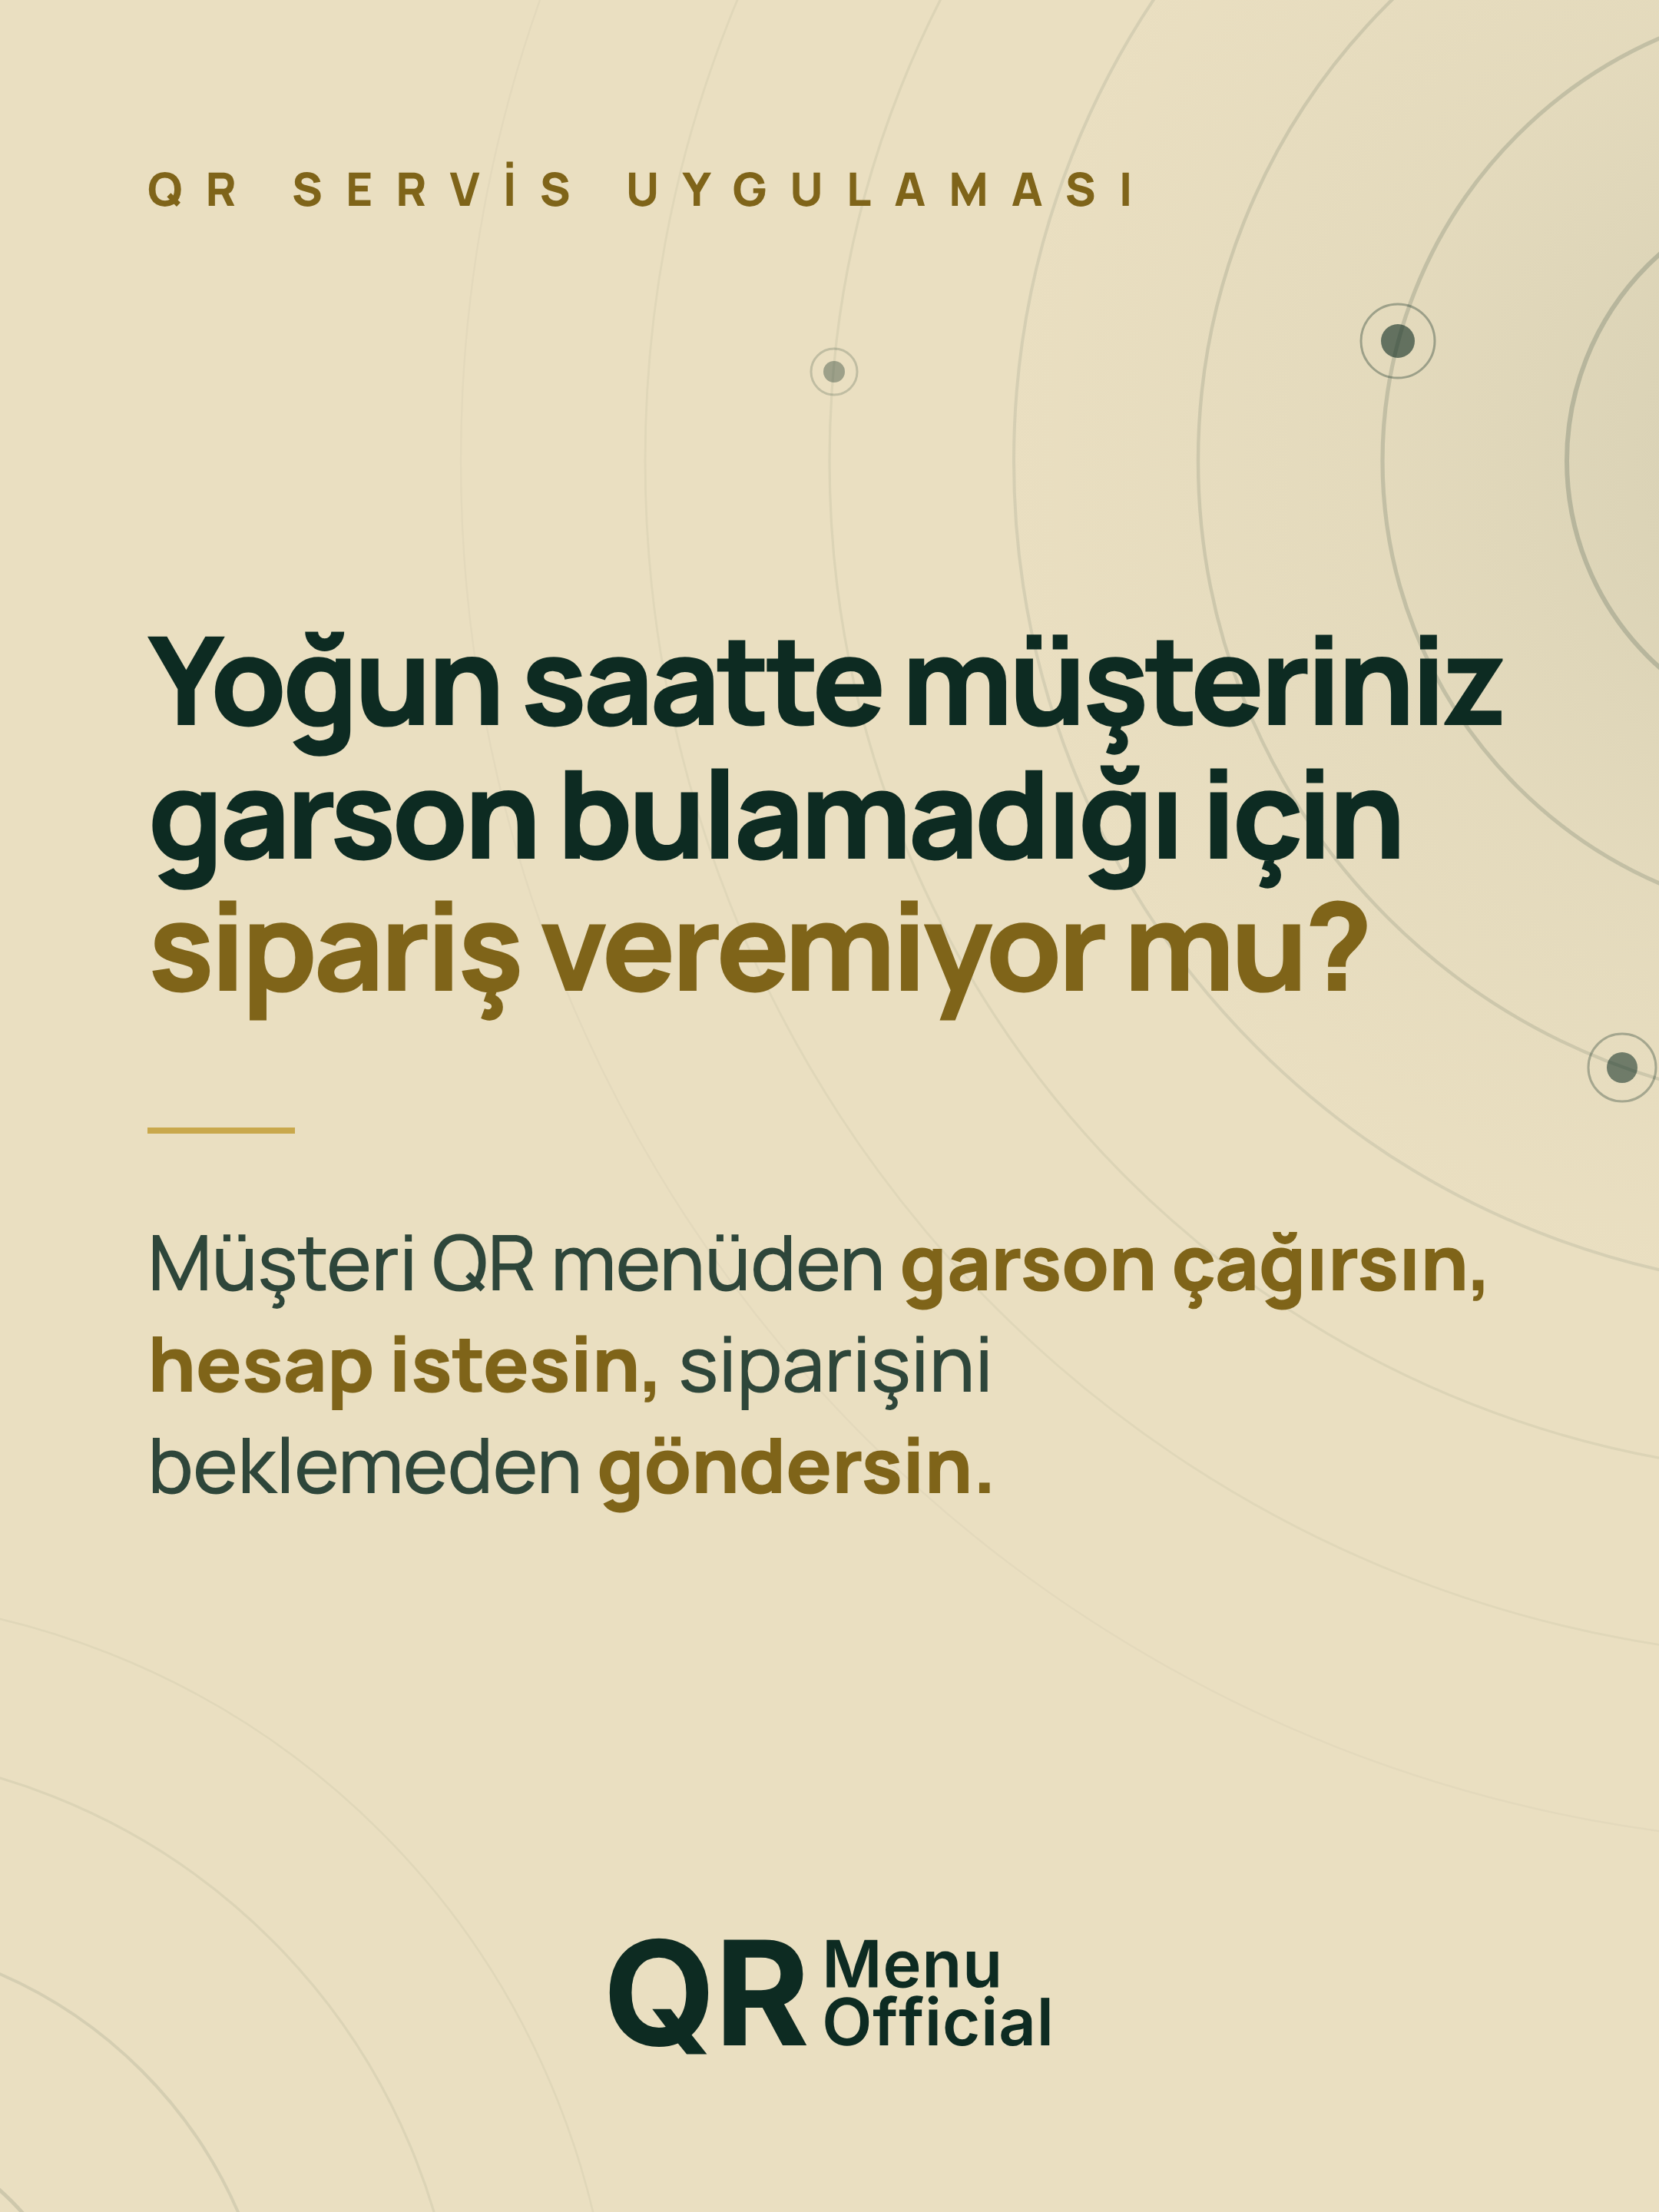 QR SERVİS UYGULAMASI
Yoğun saatte müşteriniz
garson bulamadığı için
sipariş veremiyor mu?
Müşteri QR menüden garson çağırsın,
hesap istesin, siparişini
beklemeden göndersin.
QR Menu
Official